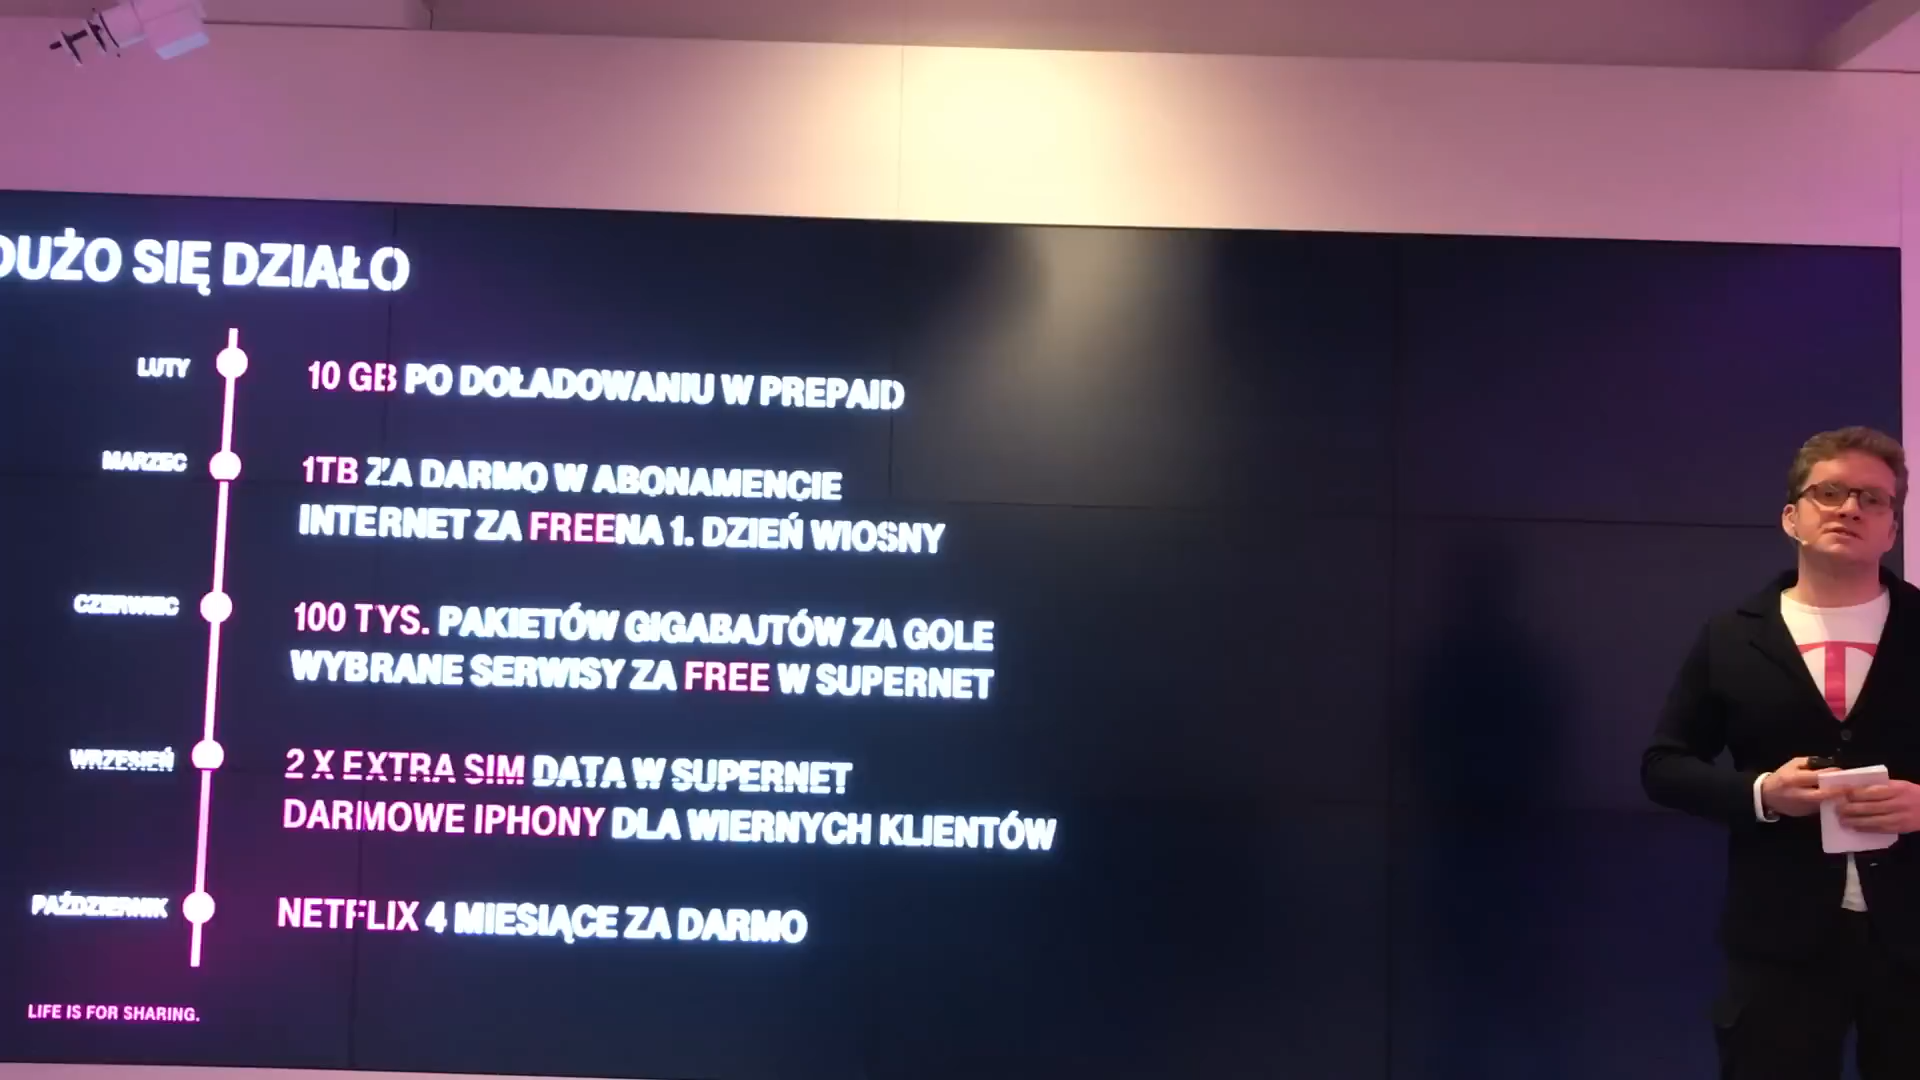 DUŻO SIĘ DZIAŁO
LUTY
10 GB PO DOŁADOWANIU W PREPAID
MARZEC
1TB ZA DARMO W ABONAMENCIE
INTERNET ZA FREE NA 1. DZIEŃ WIOSNY
CZERWIEC
100 TYS. PAKIETÓW GIGABAJTÓW ZA GOLE
WYBRANE SERWISY ZA FREE W SUPERNET
WRZESIEŃ
2 X EXTRA SIM DATA W SUPERNET
DARMOWE IPHONY DLA WIERNYCH KLIENTÓW
PAŹDZIERNIK
NETFLIX 4 MIESIĄCE ZA DARMO
LIFE IS FOR SHARING.
T